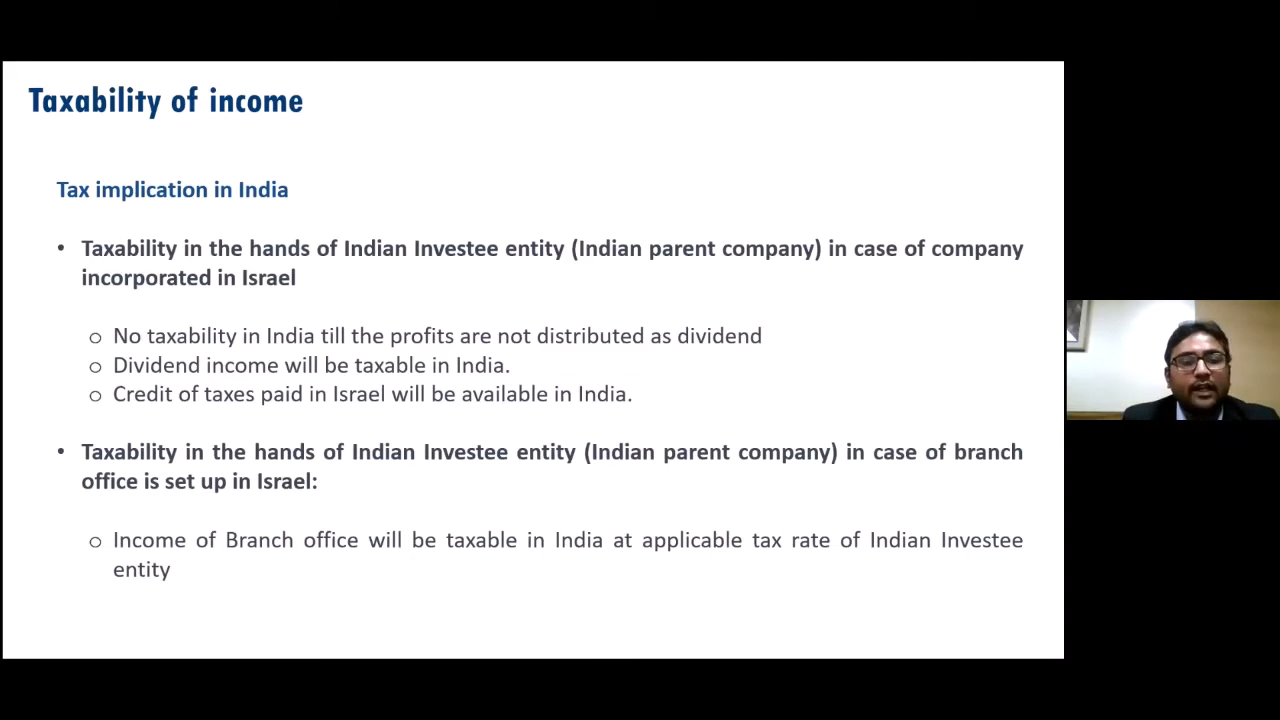 Taxability of income
Tax implication in India
• Taxability in the hands of Indian Investee entity (Indian parent company) in case of company
incorporated in Israel
o No taxability in India till the profits are not distributed as dividend
o Dividend income will be taxable in India.
o Credit of taxes paid in Israel will be available in India.
• Taxability in the hands of Indian Investee entity (Indian parent company) in case of branch
office is set up in Israel:
o Income of Branch office will be taxable in India at applicable tax rate of Indian Investee
entity